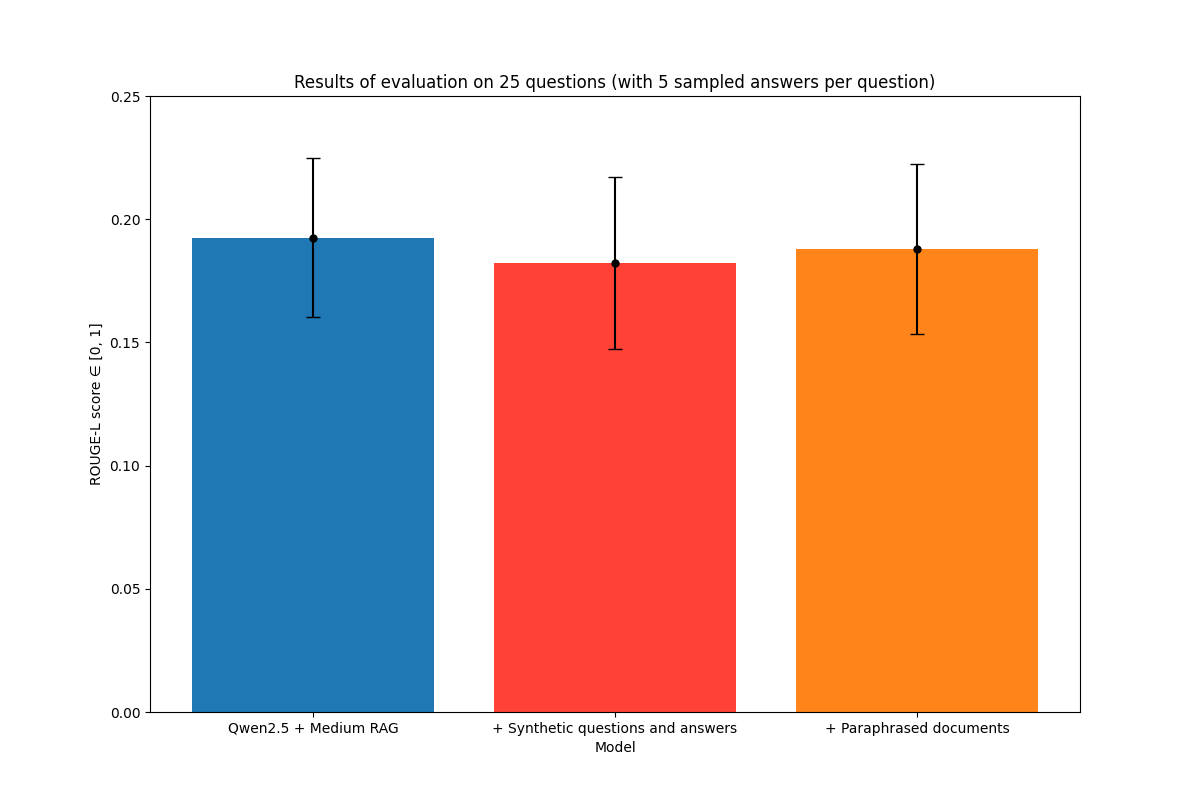 Results of evaluation on 25 questions (with 5 sampled answers per question)
0.25
0.20
0.15
0.10
0.05
0.00
ROUGE-L score ∈ [0, 1]
Qwen2.5 + Medium RAG
+ Synthetic questions and answers
+ Paraphrased documents
Model